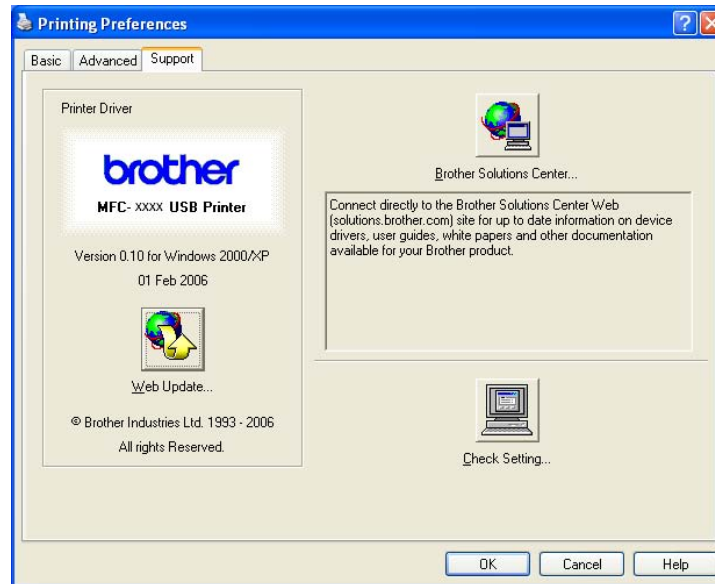 Printing Preferences
Basic
Advanced
Support
Printer Driver
brother
MFC- XXXX USB Printer
Version 0.10 for Windows 2000/XP
01 Feb 2006
Web Update...
© Brother Industries Ltd. 1993 - 2006
All rights Reserved.
Brother Solutions Center...
Connect directly to the Brother Solutions Center Web
(solutions.brother.com) site for up to date information on device
drivers, user guides, white papers and other documentation
available for your Brother product.
Check Setting...
OK
Cancel
Help